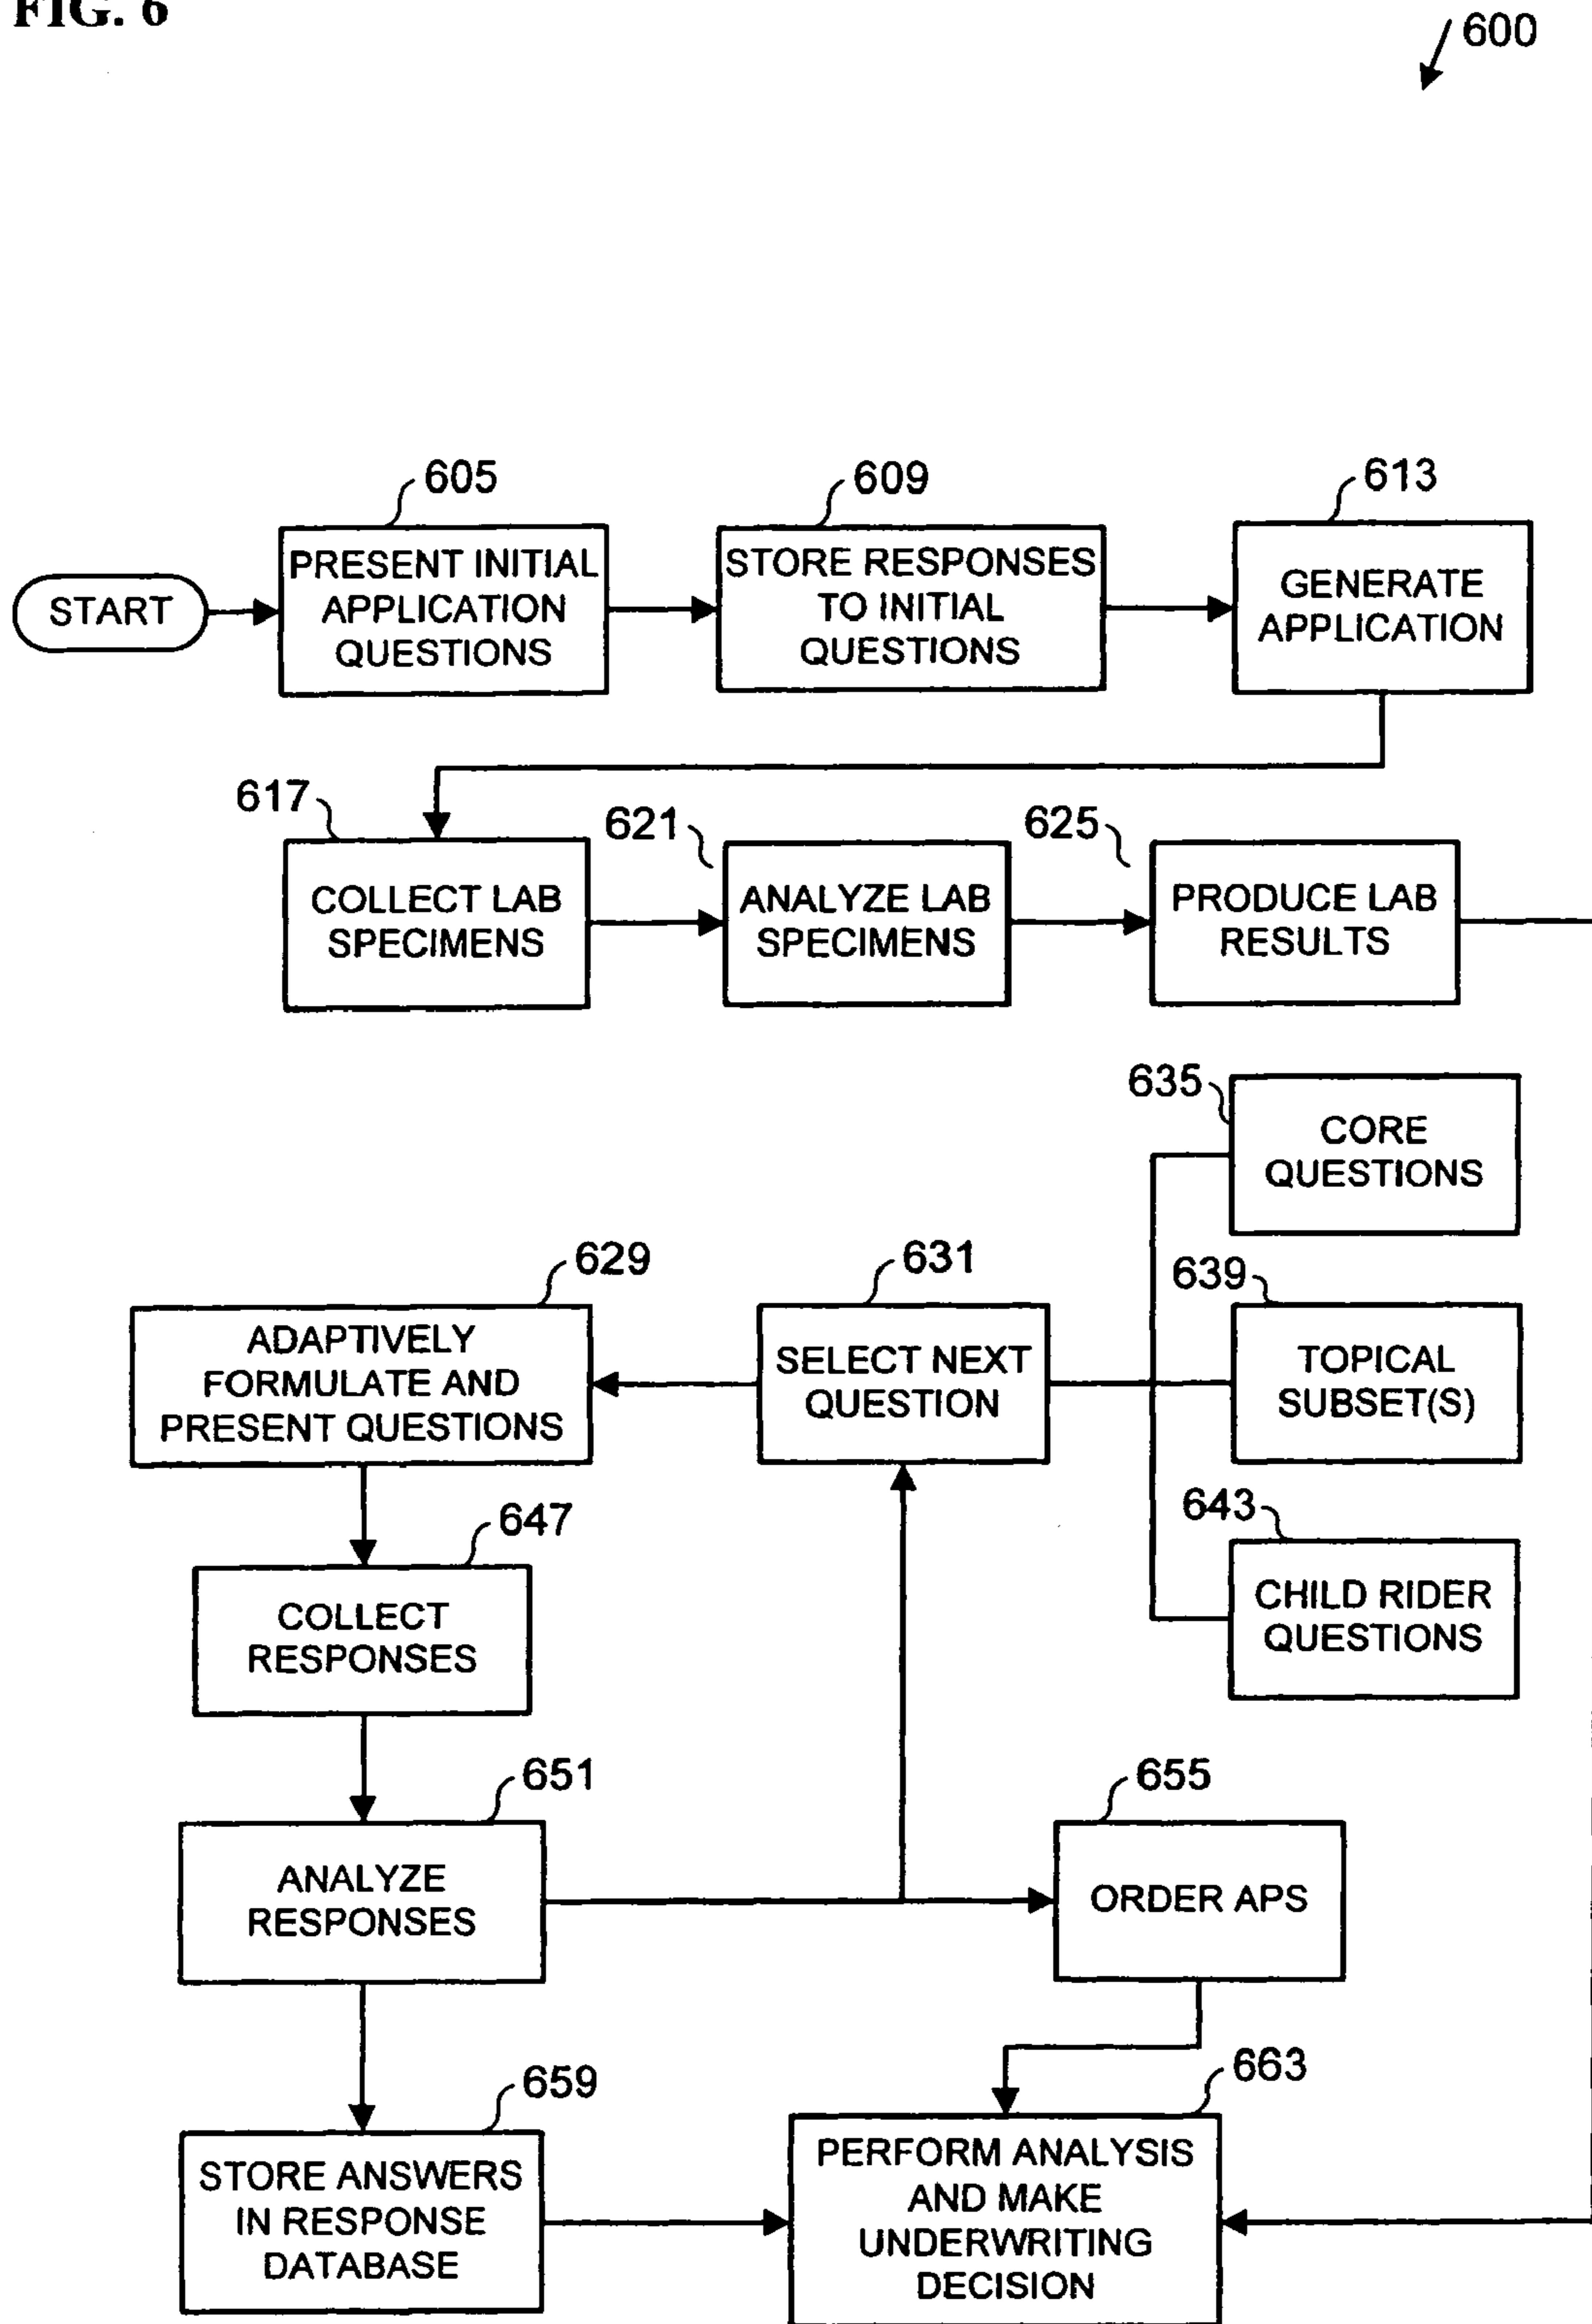 FIG. 6
600
605
609
613
START
PRESENT INITIAL
APPLICATION
QUESTIONS
STORE RESPONSES
TO INITIAL
QUESTIONS
GENERATE
APPLICATION
617
621
625
COLLECT LAB
SPECIMENS
ANALYZE LAB
SPECIMENS
PRODUCE LAB
RESULTS
635
CORE
QUESTIONS
629
631
639
ADAPTIVELY
FORMULATE AND
PRESENT QUESTIONS
SELECT NEXT
QUESTION
TOPICAL
SUBSET(S)
647
643
COLLECT
RESPONSES
CHILD RIDER
QUESTIONS
651
655
ANALYZE
RESPONSES
ORDER APS
659
663
STORE ANSWERS
IN RESPONSE
DATABASE
PERFORM ANALYSIS
AND MAKE
UNDERWRITING
DECISION